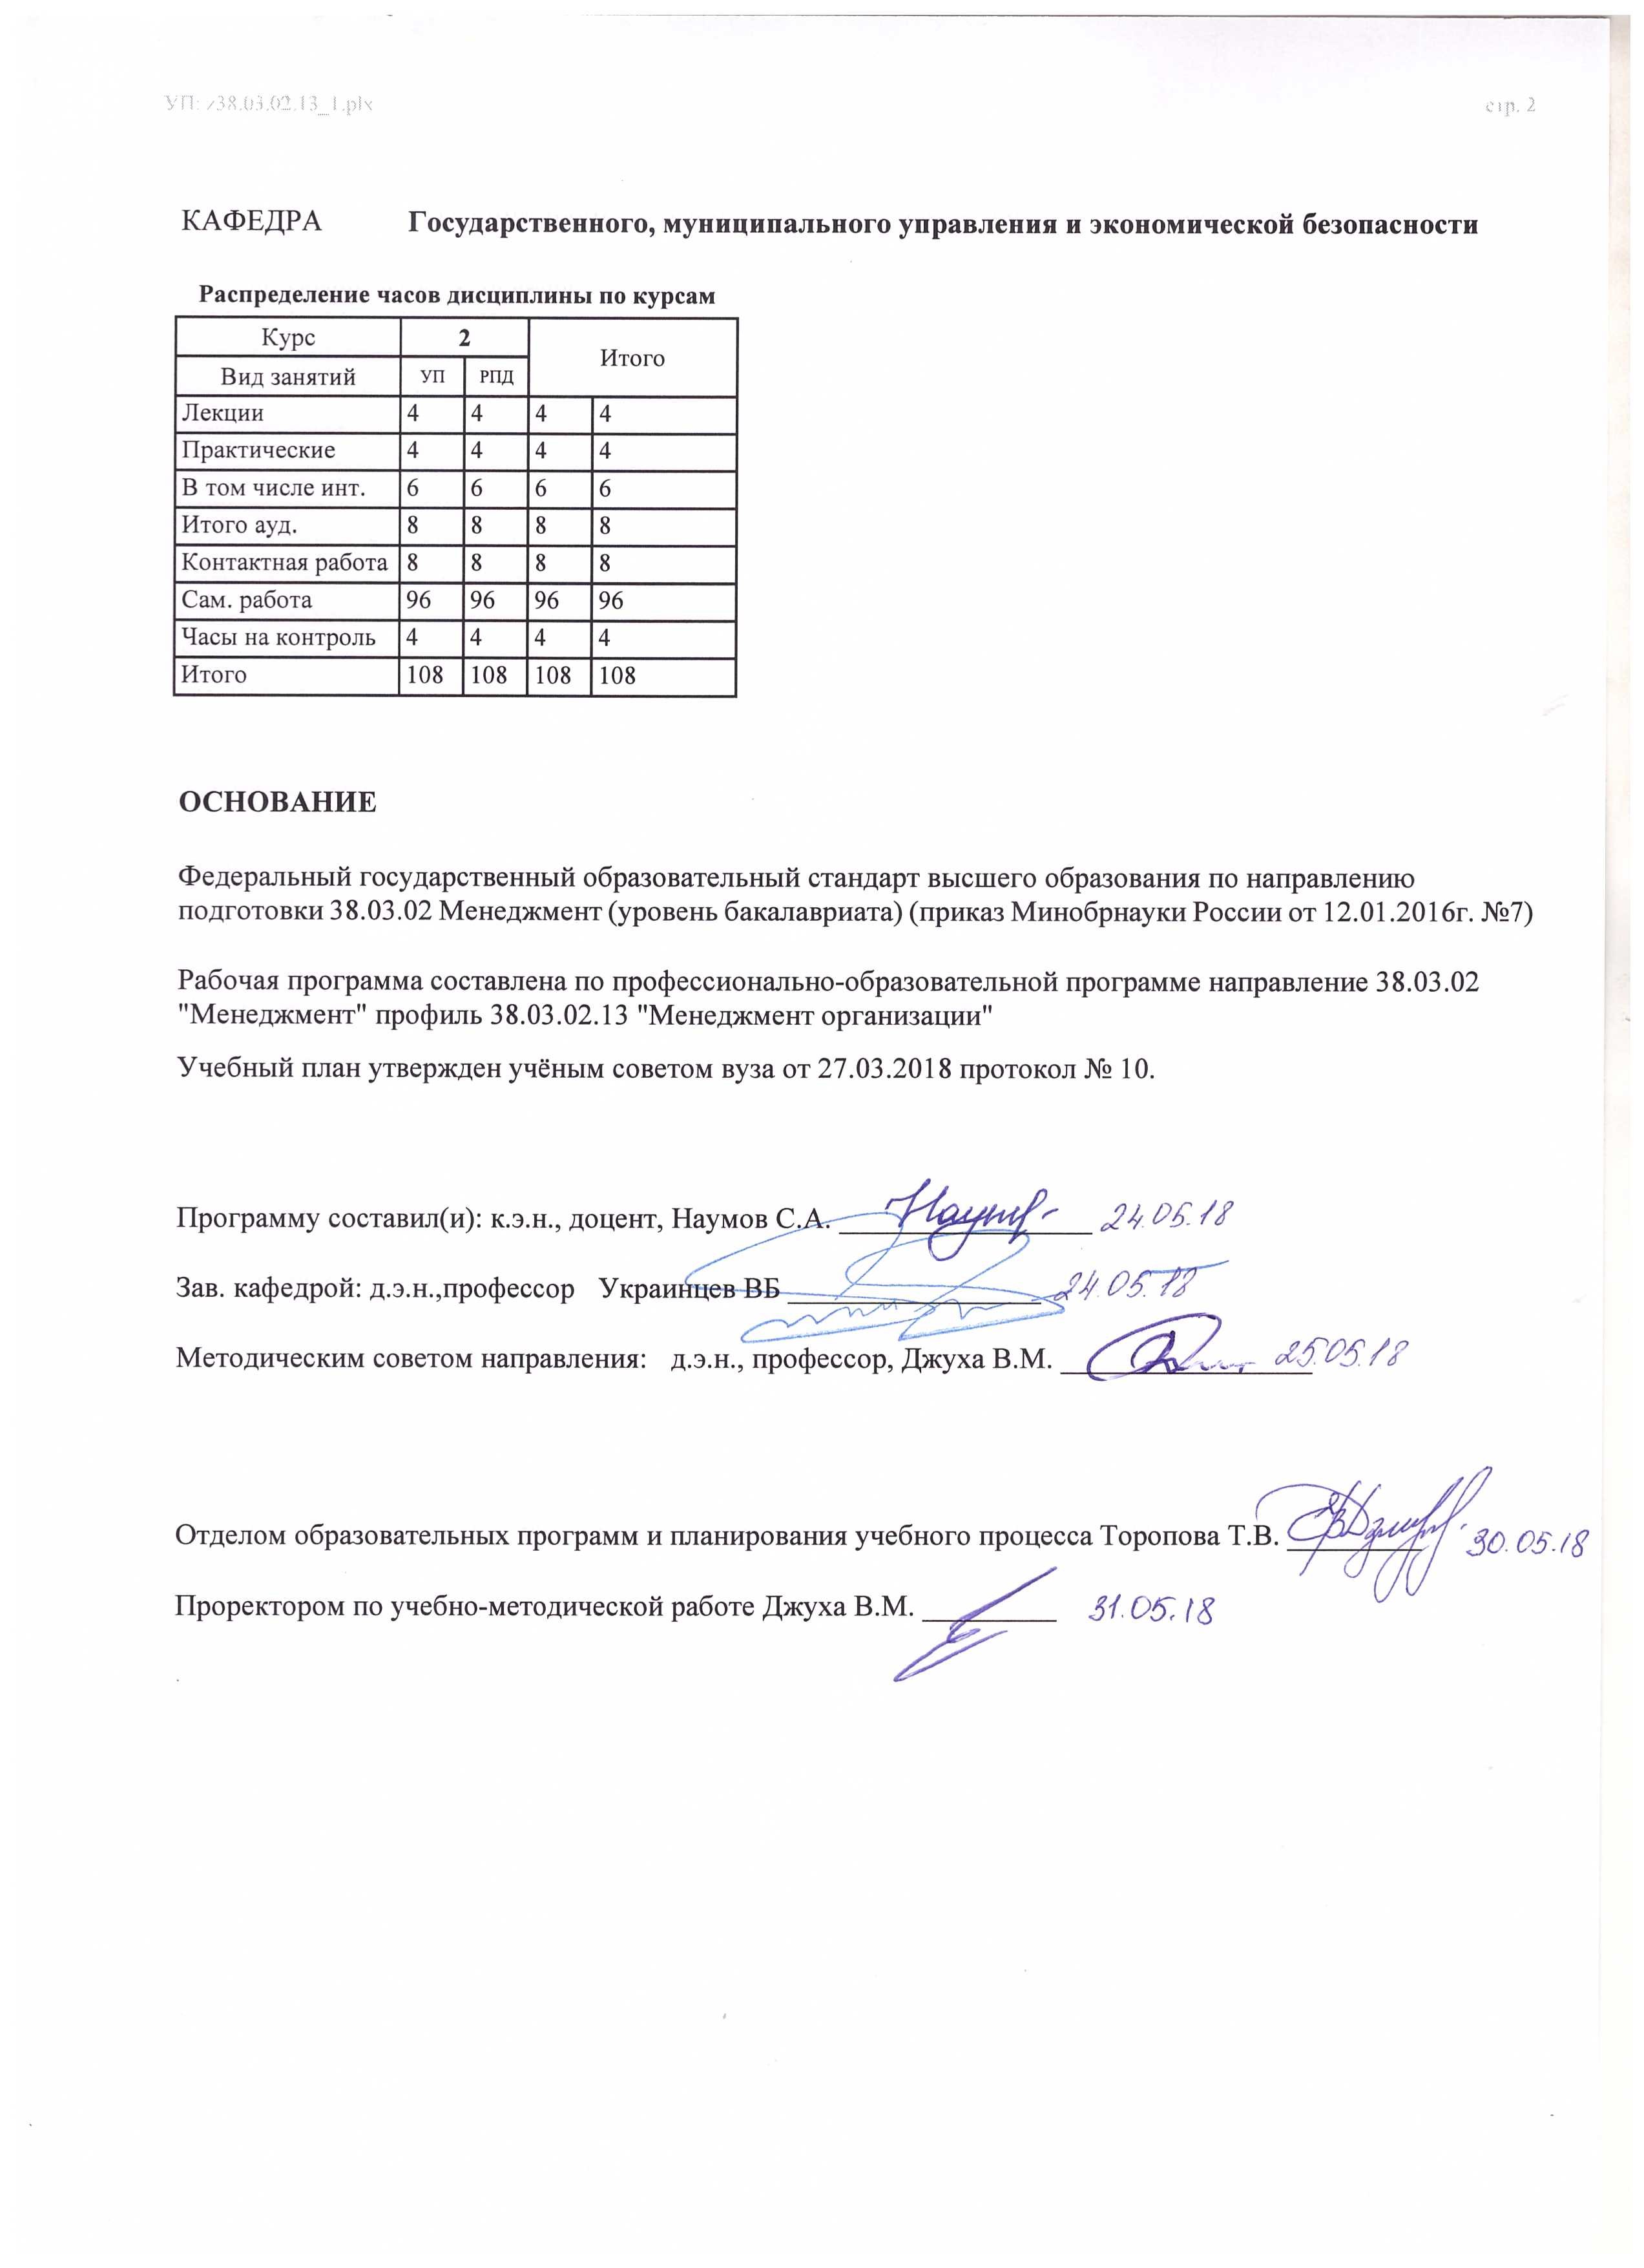 УП: z38.03.02.13_1.plx стр. 2
КАФЕДРА Государственного, муниципального управления и экономической безопасности
Распределение часов дисциплины по курсам
Курс 2 Итого
Вид занятий УП РПД
Лекции 4 4 4 4
Практические 4 4 4 4
В том числе инт. 6 6 6 6
Итого ауд. 8 8 8 8
Контактная работа 8 8 8 8
Сам. работа 96 96 96 96
Часы на контроль 4 4 4 4
Итого 108 108 108 108
ОСНОВАНИЕ
Федеральный государственный образовательный стандарт высшего образования по направлению
подготовки 38.03.02 Менеджмент (уровень бакалавриата) (приказ Минобрнауки России от 12.01.2016г. №7)
Рабочая программа составлена по профессионально-образовательной программе направление 38.03.02
"Менеджмент" профиль 38.03.02.13 "Менеджмент организации"
Учебный план утвержден учёным советом вуза от 27.03.2018 протокол № 10.
Программу составил(и): к.э.н., доцент, Наумов С.А. 24.05.18
Зав. кафедрой: д.э.н.,профессор Украинцев ВБ 24.05.18
Методическим советом направления: д.э.н., профессор, Джуха В.М. 25.05.18
Отделом образовательных программ и планирования учебного процесса Торопова Т.В. 30.05.18
Проректором по учебно-методической работе Джуха В.М. 31.05.18